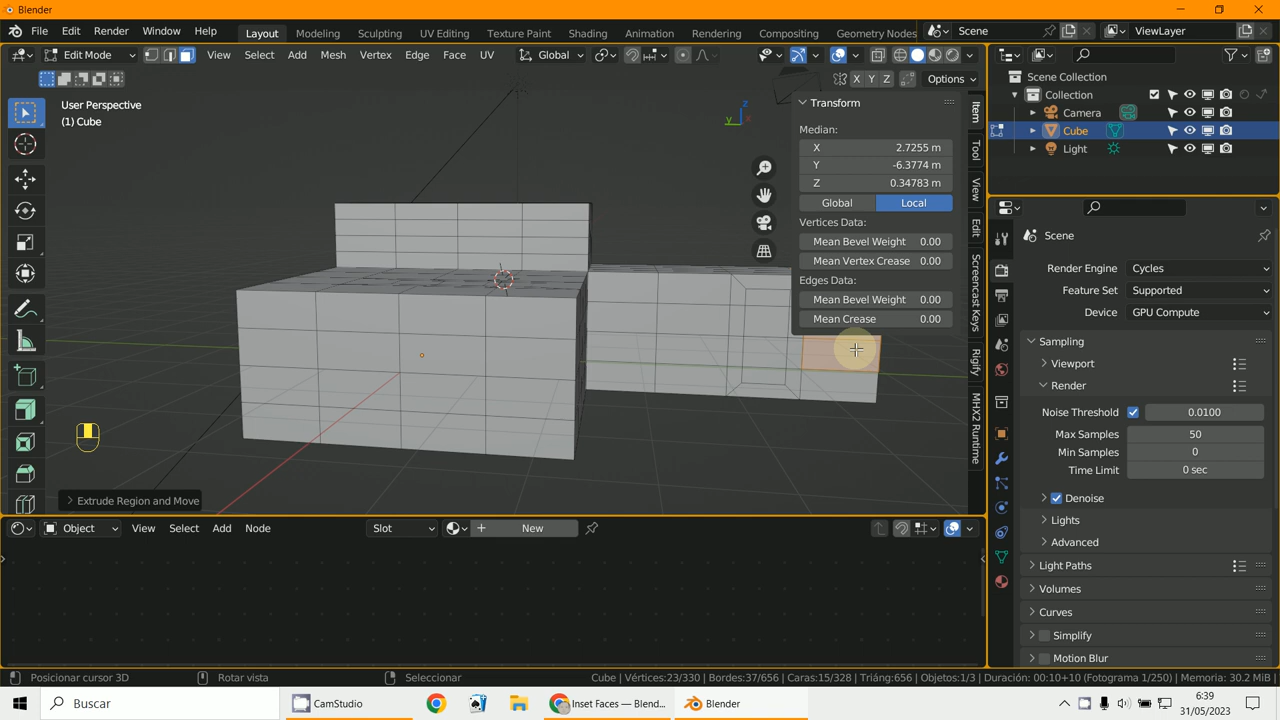 Blender
File Edit Render Window Help Layout Modeling Sculpting UV Editing Texture Paint Shading Animation Rendering Compositing Geometry Nodes Scene ViewLayer
Edit Mode View Select Add Mesh Vertex Edge Face UV Global
X Y Z Options
User Perspective
(1) Cube
Transform
Median:
X 2.7255 m
Y -6.3774 m
Z 0.34783 m
Global Local
Vertices Data:
Mean Bevel Weight 0.00
Mean Vertex Crease 0.00
Edges Data:
Mean Bevel Weight 0.00
Mean Crease 0.00
Item
Tool
View
Edit
Screencast Keys
Rigify
MHX2 Runtime
Extrude Region and Move
Scene Collection
Collection
Camera
Cube
Light
Scene
Render Engine Cycles
Feature Set Supported
Device GPU Compute
Sampling
Viewport
Render
Noise Threshold 0.0100
Max Samples 50
Min Samples 0
Time Limit 0 sec
Denoise
Lights
Advanced
Light Paths
Volumes
Curves
Simplify
Motion Blur
Object View Select Add Node Slot New
Posicionar cursor 3D Rotar vista Seleccionar Cube | Vértices:23/330 | Bordes:37/656 | Caras:15/328 | Triáng:656 | Objetos:1/3 | Duración: 00:10+10 (Fotograma 1/250) | Memoria: 30.2 MiB |
Buscar CamStudio Inset Faces — Blend... Blender
6:39
31/05/2023